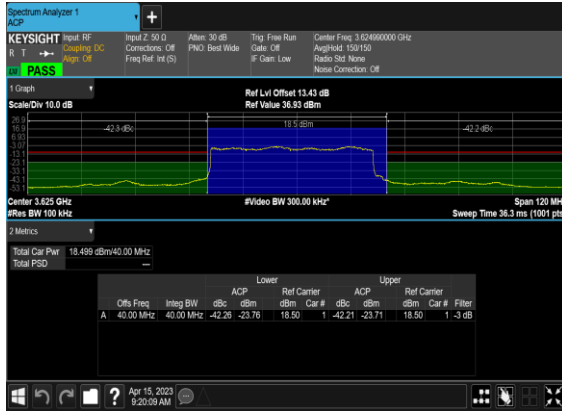 Spectrum Analyzer 1
ACP
+
KEYSIGHT Input: RF Input Z: 50 Ω Atten: 30 dB Trig: Free Run Center Freq: 3.624990000 GHz
R T Coupling: DC Corrections: Off PNO: Best Wide Gate: Off Avg|Hold: 150/150
Align: Off Freq Ref: Int (S) IF Gain: Low Radio Std: None
LU PASS Noise Correction: Off
1 Graph Ref Lvl Offset 13.43 dB
Scale/Div 10.0 dB Ref Value 36.93 dBm
26.9
16.9 -42.3 dBc 18.5 dBm -42.2 dBc
6.93
-3.07
-13.1
-23.1
-33.1
-43.1
-53.1
Center 3.625 GHz #Video BW 300.00 kHz* Span 120 MHz
#Res BW 100 kHz Sweep Time 36.3 ms (1001 pts
2 Metrics
Total Car Pwr 18.499 dBm/40.00 MHz
Total PSD —
Lower Upper
ACP Ref Carrier ACP Ref Carrier
Offs Freq Integ BW dBc dBm dBm Car # dBc dBm dBm Car # Filter
A 40.00 MHz 40.00 MHz -42.26 -23.76 18.50 1 -42.21 -23.71 18.50 1 -3 dB
? Apr 15, 2023
9:20:09 AM